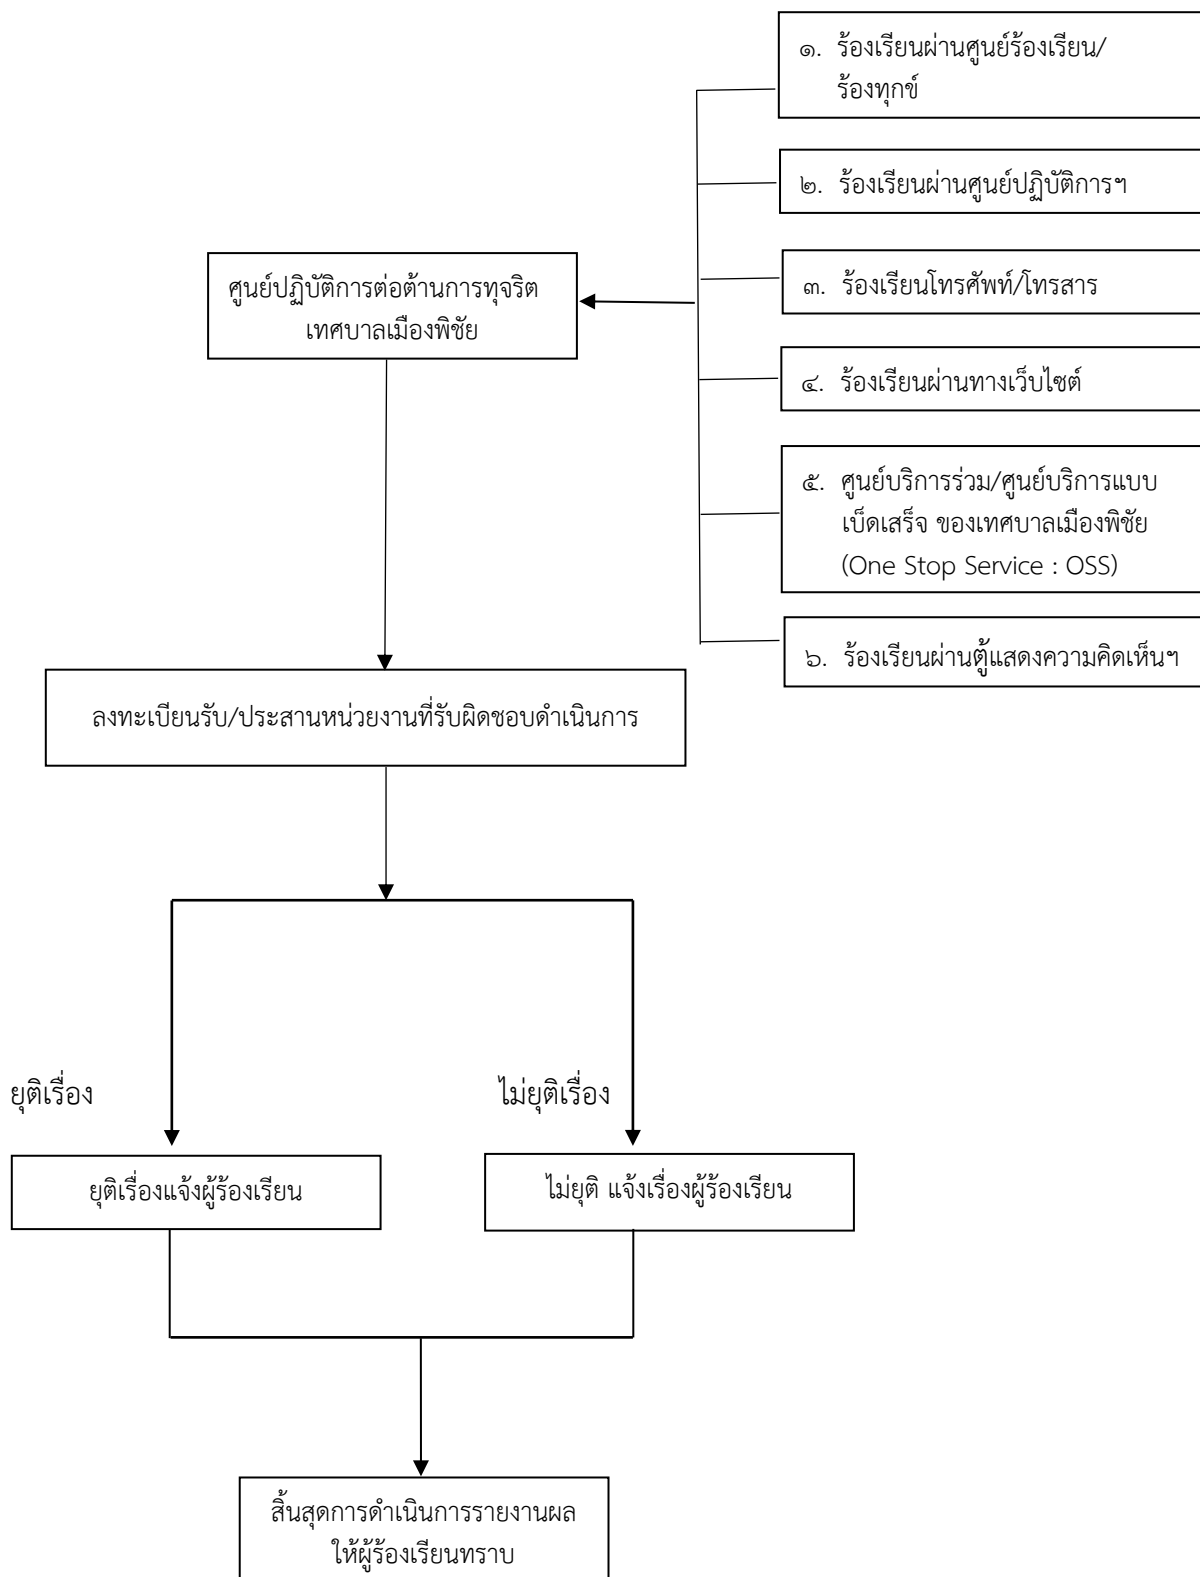 ๑. ร้องเรียนผ่านศูนย์ร้องเรียน/
ร้องทุกข์
๒. ร้องเรียนผ่านศูนย์ปฏิบัติการฯ
ศูนย์ปฏิบัติการต่อต้านการทุจริต
เทศบาลเมืองพิชัย
๓. ร้องเรียนโทรศัพท์/โทรสาร
๔. ร้องเรียนผ่านทางเว็บไซต์
๕. ศูนย์บริการร่วม/ศูนย์บริการแบบ
เบ็ดเสร็จ ของเทศบาลเมืองพิชัย
(One Stop Service : OSS)
๖. ร้องเรียนผ่านตู้แสดงความคิดเห็นฯ
ลงทะเบียนรับ/ประสานหน่วยงานที่รับผิดชอบดำเนินการ
ยุติเรื่อง
ไม่ยุติเรื่อง
ยุติเรื่องแจ้งผู้ร้องเรียน
ไม่ยุติ แจ้งเรื่องผู้ร้องเรียน
สิ้นสุดการดำเนินการรายงานผล
ให้ผู้ร้องเรียนทราบ